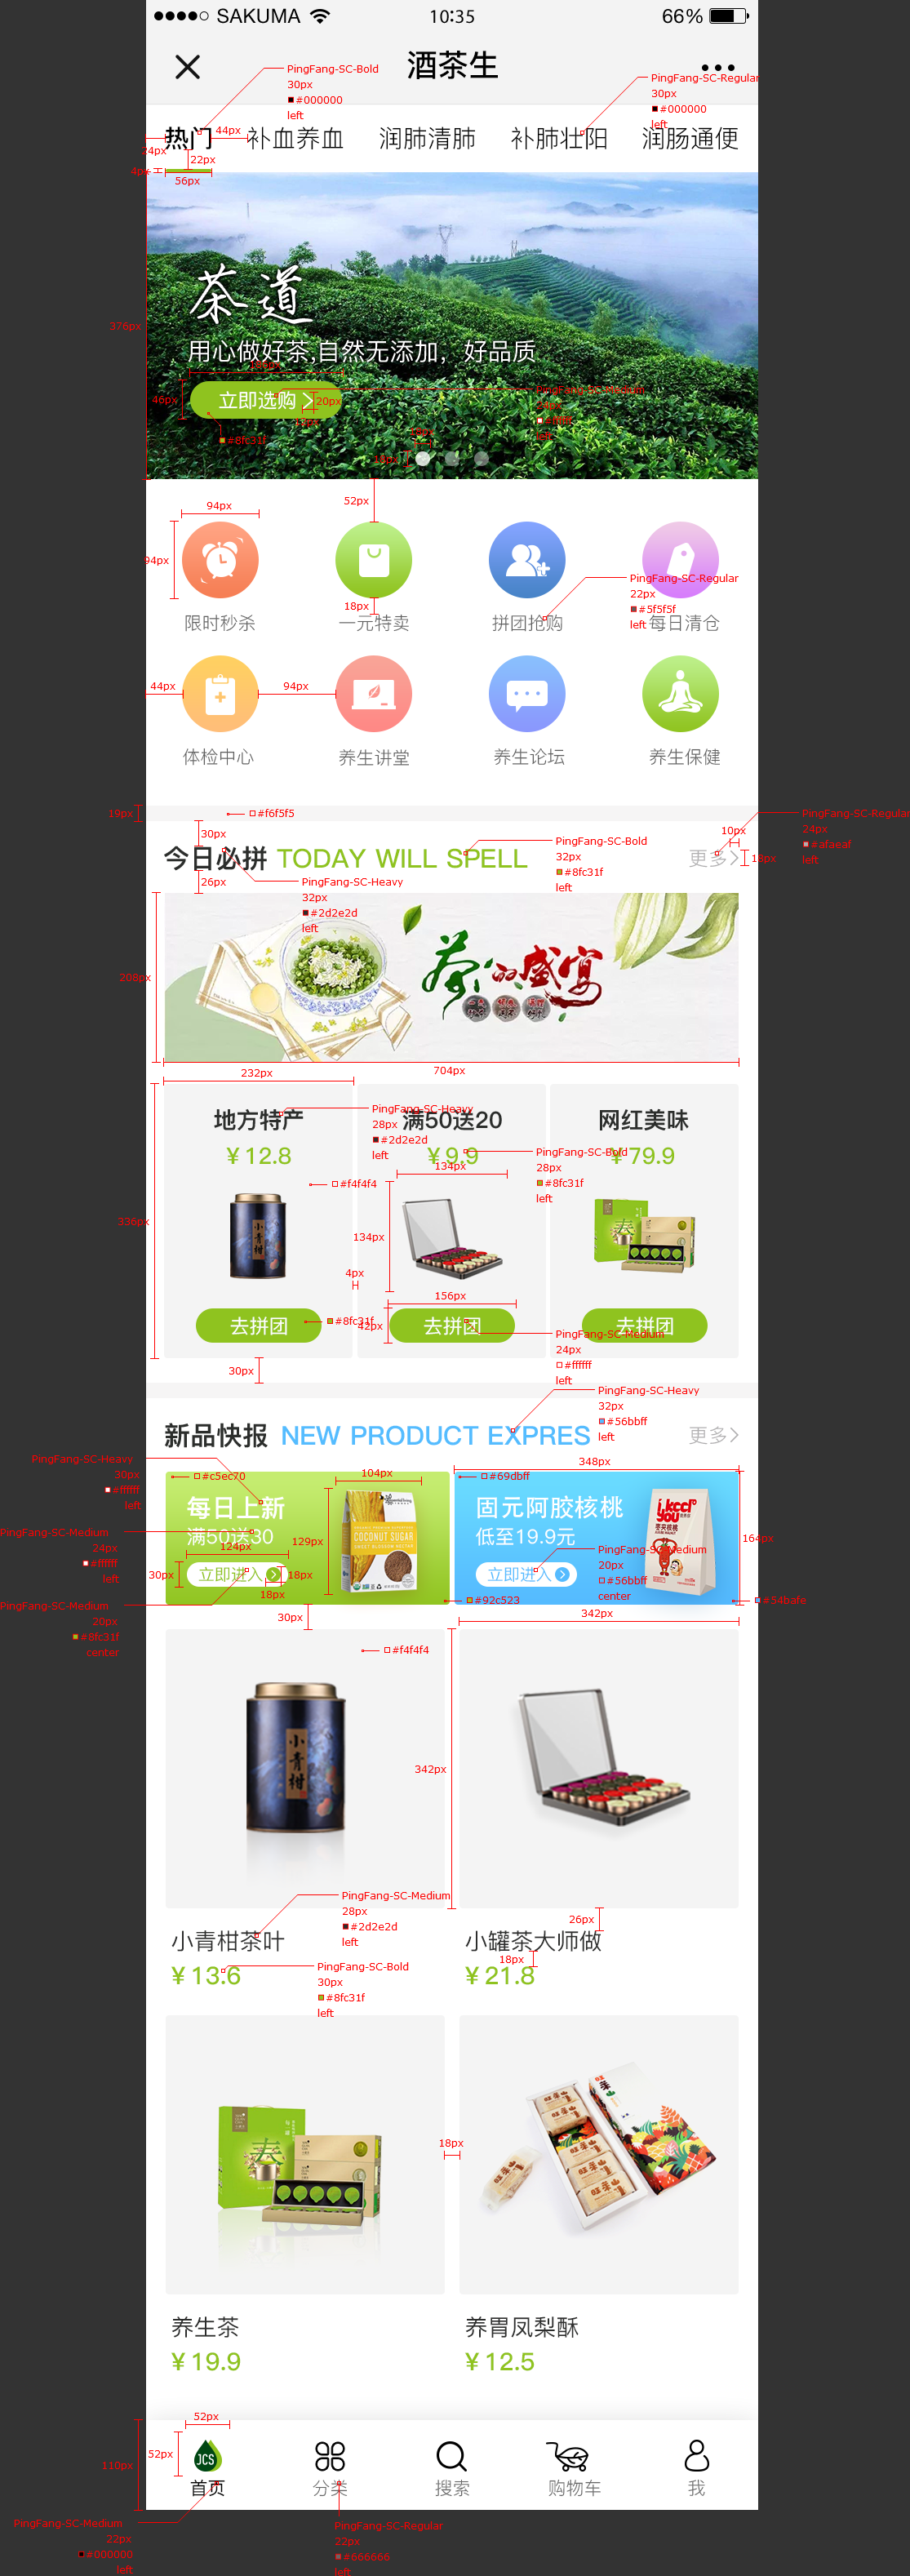 SAKUMA
10:35
66%
酒茶生
PingFang-SC-Bold
30px
#000000
left
PingFang-SC-Regular
30px
#000000
left
热门
补血养血
润肺清肺
补肺壮阳
润肠通便
44px
24px
22px
4px
56px
376px
茶道
用心做好茶,自然无添加，好品质
46px
立即选购
20px
#8fc31f
PingFang-SC-Medium
24px
#ffffff
left
52px
94px
94px
18px
限时秒杀
一元特卖
拼团抢购
每日清仓
PingFang-SC-Regular
22px
#5f5f5f
left
44px
94px
体检中心
养生讲堂
养生论坛
养生保健
19px
#f6f5f5
30px
今日必拼 TODAY WILL SPELL
更多
26px
PingFang-SC-Heavy
32px
#2d2e2d
left
PingFang-SC-Bold
32px
#8fc31f
left
10px
18px
PingFang-SC-Regular
24px
#afaeaf
left
208px
茶的盛宴
704px
232px
336px
地方特产
¥12.8
满50送20
¥9.9
网红美味
¥79.9
PingFang-SC-Heavy
28px
#2d2e2d
left
PingFang-SC-Bold
28px
#8fc31f
left
#f4f4f4
134px
134px
小青柑
4px
156px
42px
去拼团
去拼团
去拼团
#8fc31f
PingFang-SC-Medium
24px
#ffffff
left
30px
新品快报 NEW PRODUCT EXPRES
更多
PingFang-SC-Heavy
32px
#56bbff
left
PingFang-SC-Heavy
30px
#ffffff
left
PingFang-SC-Medium
24px
#ffffff
left
PingFang-SC-Medium
20px
#8fc31f
center
#c5ec70
每日上新
满50送30
124px
立即进入
30px
18px
18px
104px
129px
COCONUT SUGAR
#92c523
#69dbff
348px
固元阿胶核桃
低至19.9元
立即进入
PingFang-SC-Medium
20px
#56bbff
center
164px
#54bafe
30px
342px
#f4f4f4
342px
小青柑
PingFang-SC-Medium
28px
#2d2e2d
left
小青柑茶叶
¥13.6
PingFang-SC-Bold
30px
#8fc31f
left
26px
小罐茶大师做
18px
¥21.8
春
18px
养生茶
¥19.9
养胃凤梨酥
¥12.5
52px
52px
110px
JCS
首页
分类
搜索
购物车
我
PingFang-SC-Medium
22px
#000000
left
PingFang-SC-Regular
22px
#666666
left